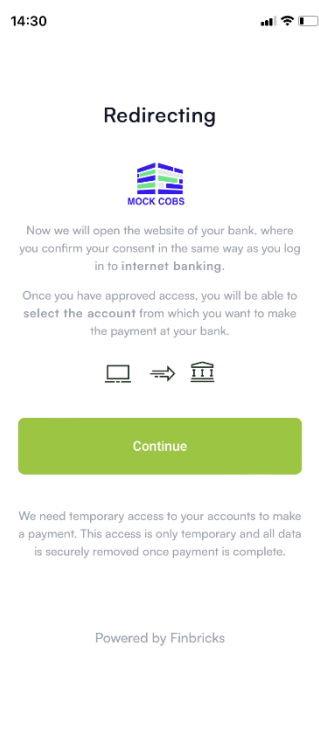 14:30
Redirecting
MOCK COBS
Now we will open the website of your bank, where
you confirm your consent in the same way as you log
in to internet banking.
Once you have approved access, you will be able to
select the account from which you want to make
the payment at your bank.
Continue
We need temporary access to your accounts to make
a payment. This access is only temporary and all data
is securely removed once payment is complete.
Powered by Finbricks